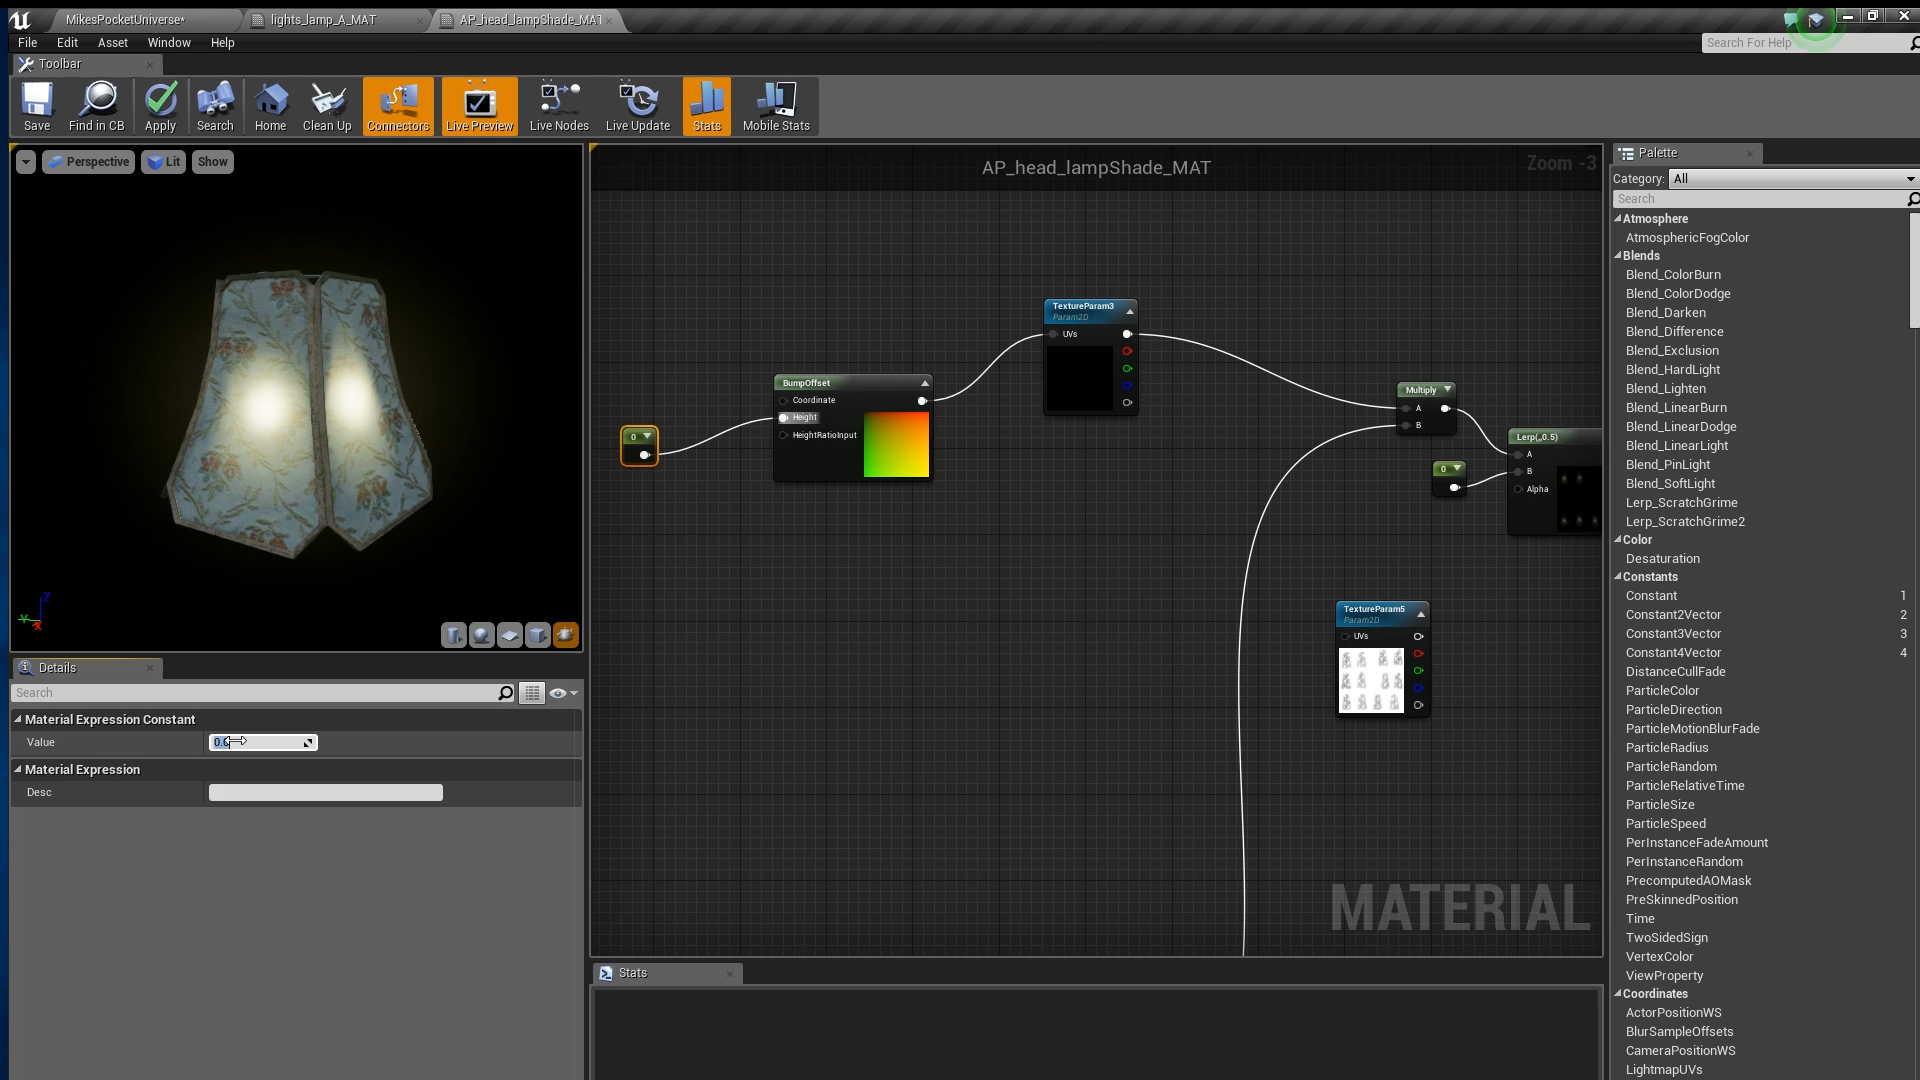 MikesPocketUniverse*
lights_lamp_A_MAT
AP_head_lampShade_MAT
File
Edit
Asset
Window
Help
Search For Help
Toolbar
Save
Find in CB
Apply
Search
Home
Clean Up
Connectors
Live Preview
Live Nodes
Live Update
Stats
Mobile Stats
Perspective
Lit
Show
Z
Y
X
Details
Search
Material Expression Constant
Value
Material Expression
Desc
AP_head_lampShade_MAT
Zoom -3
TextureParam3
Param2D
UVs
BumpOffset
Coordinate
Height
HeightRatioInput
0
Multiply
A
B
0
Lerp(,,0.5)
A
B
Alpha
TextureParam5
Param2D
UVs
MATERIAL
Stats
Palette
Category:
All
Search
Atmosphere
AtmosphericFogColor
Blends
Blend_ColorBurn
Blend_ColorDodge
Blend_Darken
Blend_Difference
Blend_Exclusion
Blend_HardLight
Blend_Lighten
Blend_LinearBurn
Blend_LinearDodge
Blend_LinearLight
Blend_PinLight
Blend_SoftLight
Lerp_ScratchGrime
Lerp_ScratchGrime2
Color
Desaturation
Constants
Constant 1
Constant2Vector 2
Constant3Vector 3
Constant4Vector 4
DistanceCullFade
ParticleColor
ParticleDirection
ParticleMotionBlurFade
ParticleRadius
ParticleRandom
ParticleRelativeTime
ParticleSize
ParticleSpeed
PerInstanceFadeAmount
PerInstanceRandom
PrecomputedAOMask
PreSkinnedPosition
Time
TwoSidedSign
VertexColor
ViewProperty
Coordinates
ActorPositionWS
BlurSampleOffsets
CameraPositionWS
LightmapUVs